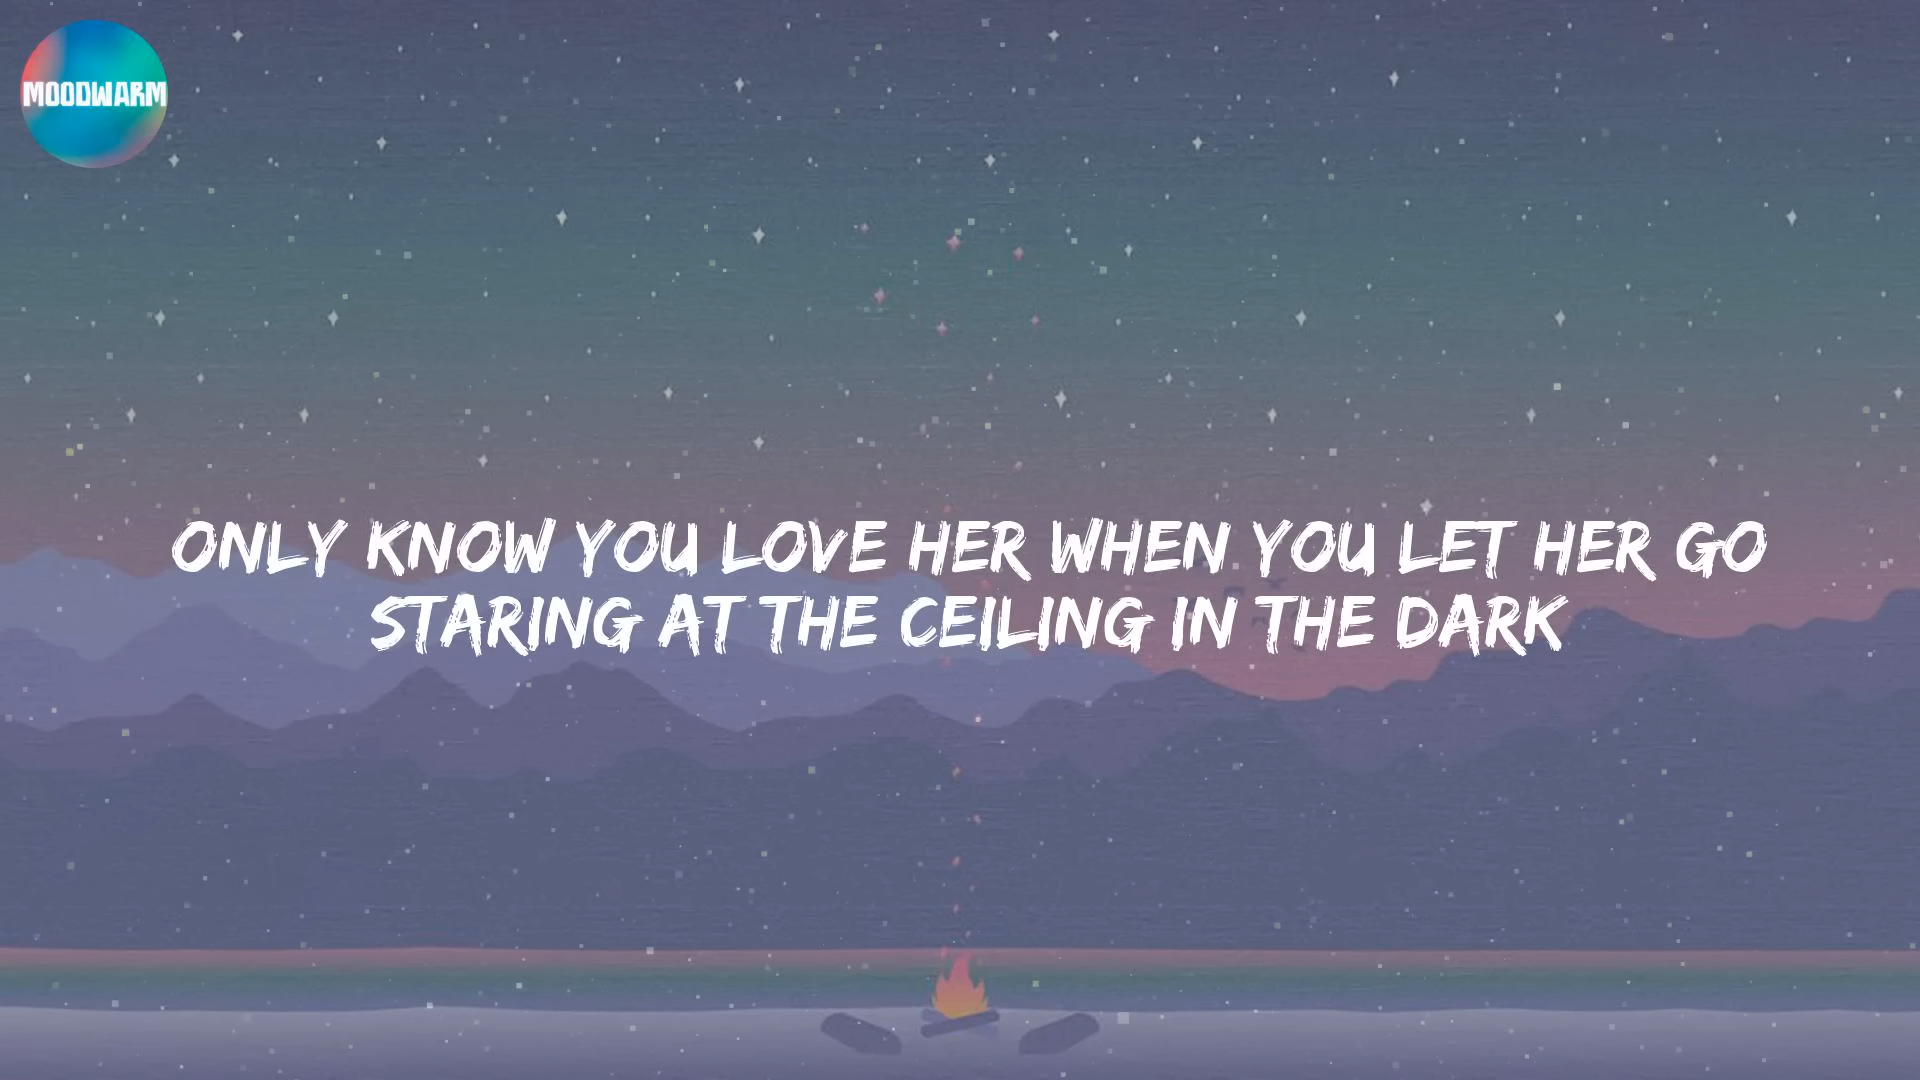 MOODWARM
ONLY KNOW YOU LOVE HER WHEN YOU LET HER GO
STARING AT THE CEILING IN THE DARK